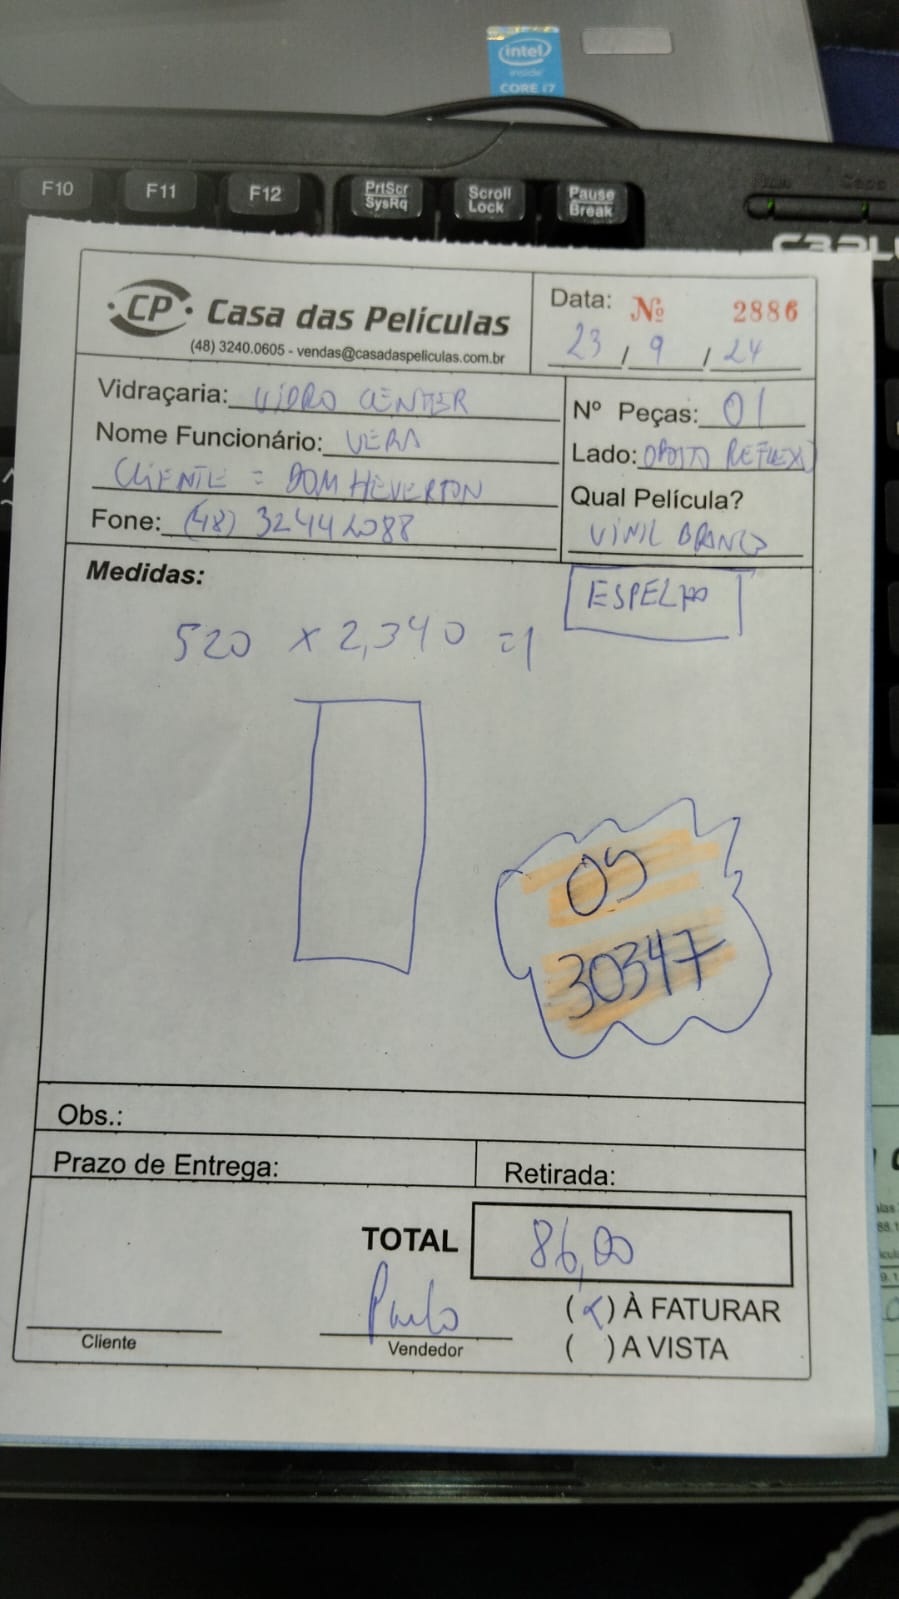 intel
inside
CORE i7
F10 F11 F12 PrtScr Scroll Pause
SysRq Lock Break
CP Casa das Películas
(48) 3240.0605 - vendas@casadaspeliculas.com.br
Data: Nº 2886
23 / 9 / 24
Vidraçaria: VIDRO CENTER
Nome Funcionário: VERA
CLIENTE = DOM HEVERTON
Fone: (48) 32442088
Nº Peças: 01
Lado: OPOSTO REFLEXO
Qual Película?
VINIL BRANCO
Medidas:
ESPELHO
520 x 2,340 = 1
OS
30347
Obs.:
Prazo de Entrega:
Retirada:
TOTAL 86,00
Paulo
(x) À FATURAR
Cliente
Vendedor
( ) A VISTA